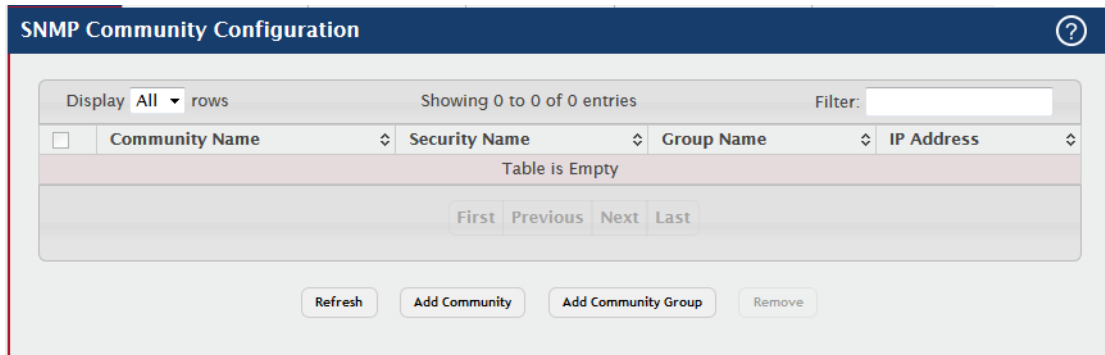 SNMP Community Configuration ?
Display All rows Showing 0 to 0 of 0 entries Filter:
Community Name Security Name Group Name IP Address
Table is Empty
First Previous Next Last
Refresh Add Community Add Community Group Remove